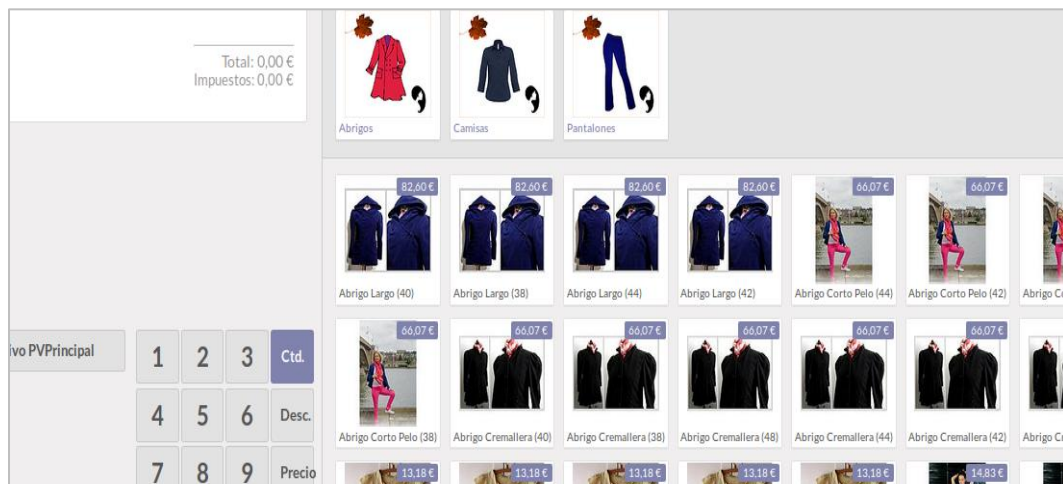 Total: 0,00 €
Impuestos: 0,00 €
Abrigos
Camisas
Pantalones
82,60 €
82,60 €
82,60 €
82,60 €
66,07 €
66,07 €
Abrigo Largo (40)
Abrigo Largo (38)
Abrigo Largo (44)
Abrigo Largo (42)
Abrigo Corto Pelo (44)
Abrigo Corto Pelo (42)
Abrigo C
66,07 €
66,07 €
66,07 €
66,07 €
66,07 €
66,07 €
Abrigo Corto Pelo (38)
Abrigo Cremallera (40)
Abrigo Cremallera (38)
Abrigo Cremallera (48)
Abrigo Cremallera (44)
Abrigo Cremallera (42)
Abrigo C
13,18 €
13,18 €
13,18 €
13,18 €
13,18 €
14,83 €
ivo PVPrincipal
1 2 3 Ctd.
4 5 6 Desc.
7 8 9 Precio